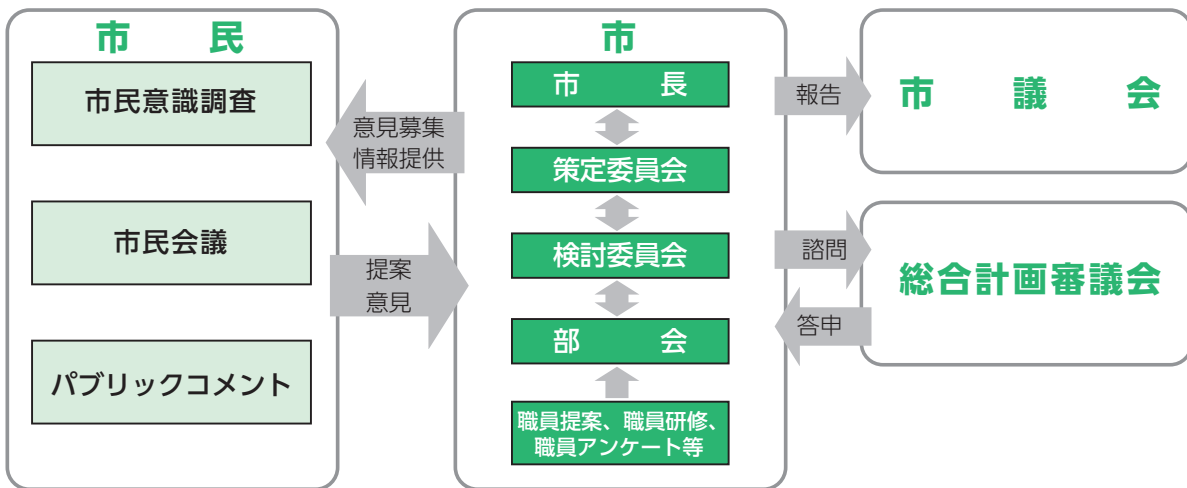 市　民
市民意識調査
市民会議
パブリックコメント
意見募集
情報提供
提案
意見
市
市　長
策定委員会
検討委員会
部　会
職員提案、職員研修、
職員アンケート等
報告
市　議　会
諮問
答申
総合計画審議会